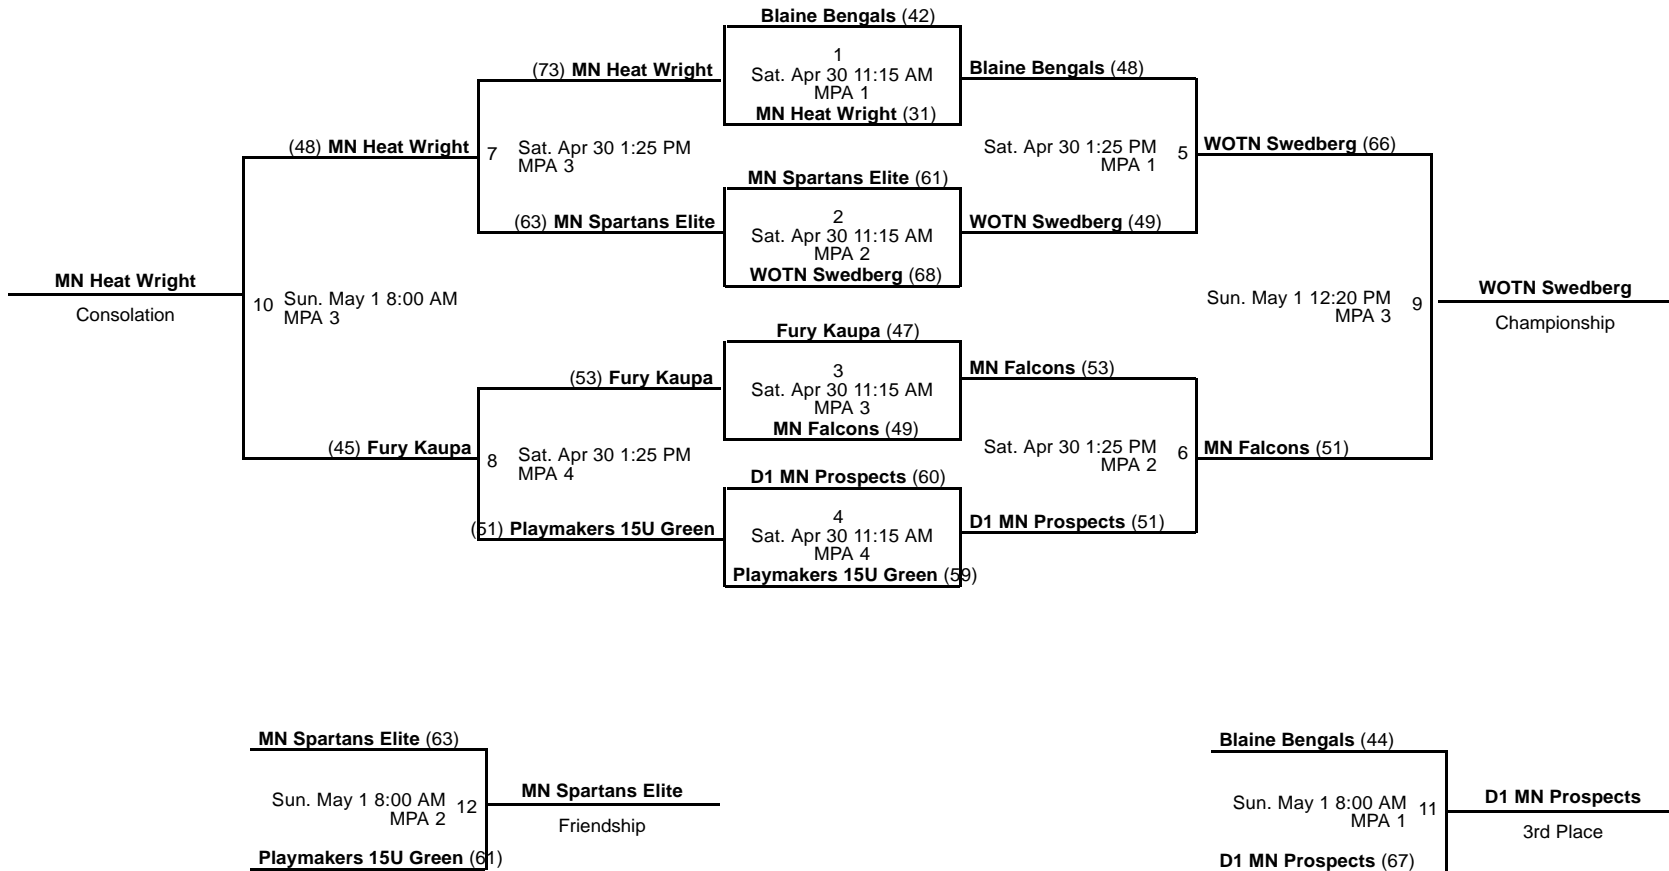 Blaine Bengals (42)
1
Sat. Apr 30 11:15 AM
MPA 1
MN Heat Wright (31)
(73) MN Heat Wright
Blaine Bengals (48)
(48) MN Heat Wright
7 Sat. Apr 30 1:25 PM
MPA 3
Sat. Apr 30 1:25 PM 5
MPA 1
WOTN Swedberg (66)
MN Spartans Elite (61)
2
Sat. Apr 30 11:15 AM
MPA 2
WOTN Swedberg (68)
(63) MN Spartans Elite
WOTN Swedberg (49)
MN Heat Wright
Consolation
10 Sun. May 1 8:00 AM
MPA 3
Sun. May 1 12:20 PM 9
MPA 3
WOTN Swedberg
Championship
Fury Kaupa (47)
3
Sat. Apr 30 11:15 AM
MPA 3
MN Falcons (49)
(53) Fury Kaupa
MN Falcons (53)
(45) Fury Kaupa
8 Sat. Apr 30 1:25 PM
MPA 4
Sat. Apr 30 1:25 PM 6
MPA 2
MN Falcons (51)
D1 MN Prospects (60)
4
Sat. Apr 30 11:15 AM
MPA 4
Playmakers 15U Green (59)
(51) Playmakers 15U Green
D1 MN Prospects (51)
MN Spartans Elite (63)
Sun. May 1 8:00 AM 12
MPA 2
Playmakers 15U Green (61)
MN Spartans Elite
Friendship
Blaine Bengals (44)
Sun. May 1 8:00 AM 11
MPA 1
D1 MN Prospects (67)
D1 MN Prospects
3rd Place